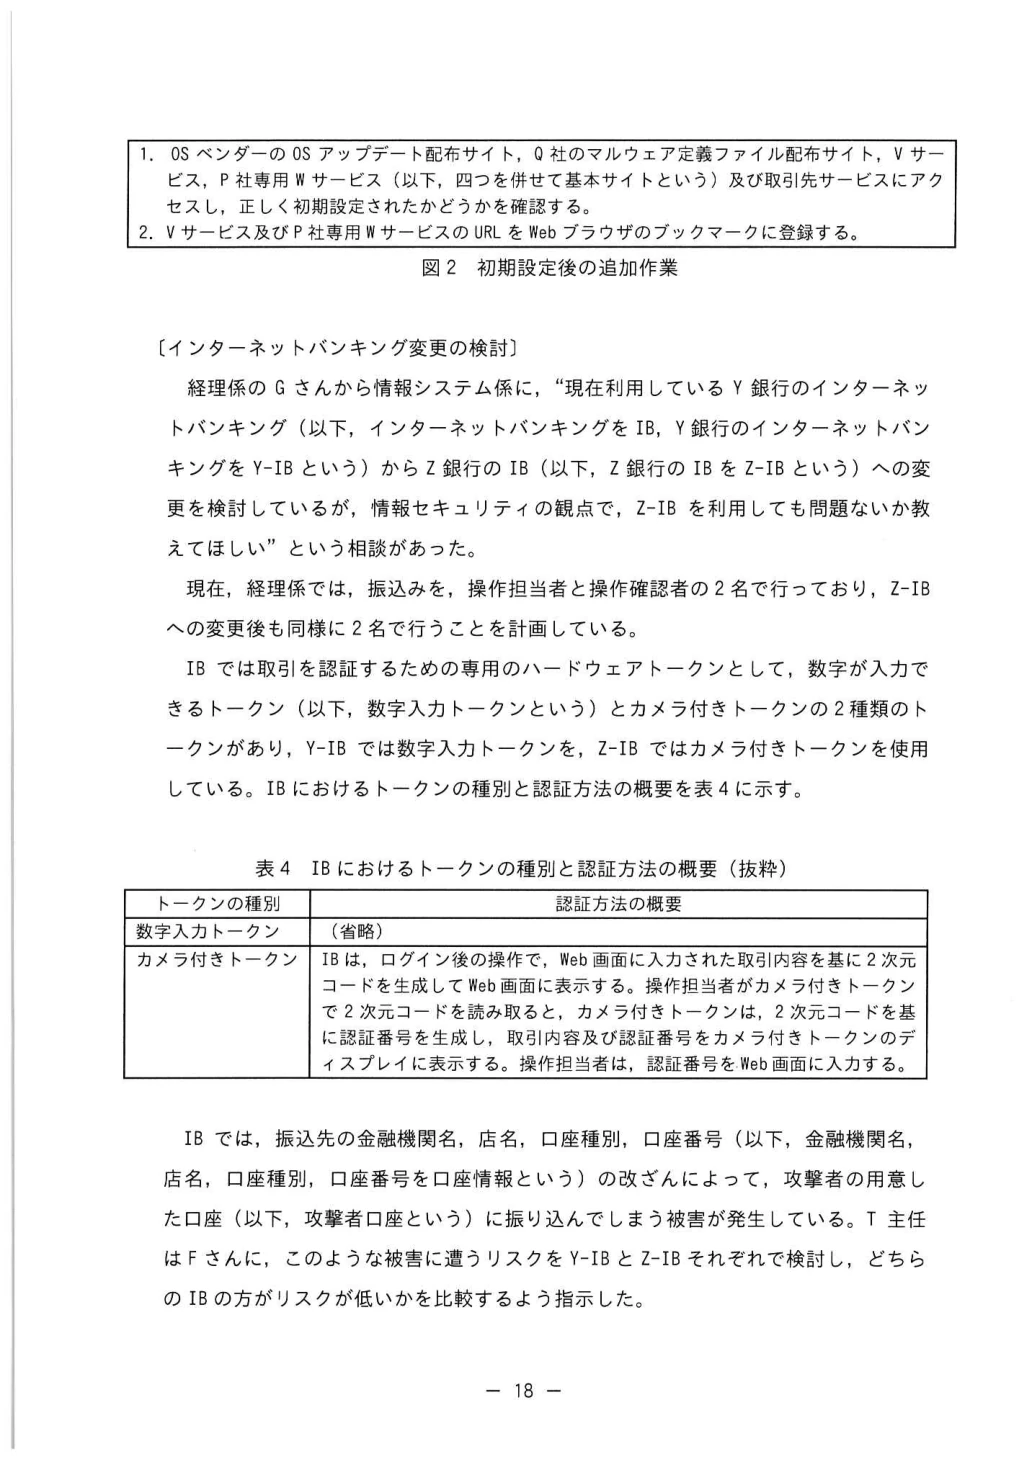 1. OS ベンダーの OS アップデート配布サイト，Q 社のマルウェア定義ファイル配布サイト，V サー
ビス，P 社専用 W サービス（以下，四つを併せて基本サイトという）及び取引先サービスにアク
セスし，正しく初期設定されたかどうかを確認する。
2. V サービス及び P 社専用 W サービスの URL を Web ブラウザのブックマークに登録する。
図2　初期設定後の追加作業
〔インターネットバンキング変更の検討〕
経理係の G さんから情報システム係に，“現在利用している Y 銀行のインターネッ
トバンキング（以下，インターネットバンキングを IB，Y 銀行のインターネットバン
キングを Y-IB という）から Z 銀行の IB（以下，Z 銀行の IB を Z-IB という）への変
更を検討しているが，情報セキュリティの観点で，Z-IB を利用しても問題ないか教
えてほしい”という相談があった。
現在，経理係では，振込みを，操作担当者と操作確認者の2名で行っており，Z-IB
への変更後も同様に2名で行うことを計画している。
IB では取引を認証するための専用のハードウェアトークンとして，数字が入力で
きるトークン（以下，数字入力トークンという）とカメラ付きトークンの2種類のト
ークンがあり，Y-IB では数字入力トークンを，Z-IB ではカメラ付きトークンを使用
している。IB におけるトークンの種別と認証方法の概要を表4に示す。
表4　IB におけるトークンの種別と認証方法の概要（抜粋）
トークンの種別　認証方法の概要
数字入力トークン　（省略）
カメラ付きトークン　IB は，ログイン後の操作で，Web 画面に入力された取引内容を基に2次元
コードを生成して Web 画面に表示する。操作担当者がカメラ付きトークン
で2次元コードを読み取ると，カメラ付きトークンは，2次元コードを基
に認証番号を生成し，取引内容及び認証番号をカメラ付きトークンのデ
ィスプレイに表示する。操作担当者は，認証番号を Web 画面に入力する。
IB では，振込先の金融機関名，店名，口座種別，口座番号（以下，金融機関名，
店名，口座種別，口座番号を口座情報という）の改ざんによって，攻撃者の用意し
た口座（以下，攻撃者口座という）に振り込んでしまう被害が発生している。T 主任
は F さんに，このような被害に遭うリスクを Y-IB と Z-IB それぞれで検討し，どちら
の IB の方がリスクが低いかを比較するよう指示した。
— 18 —